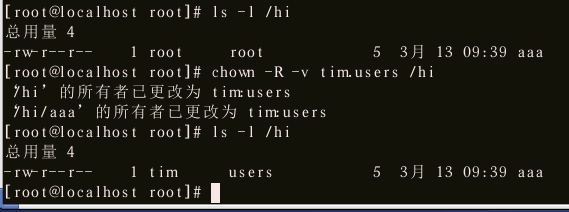 [root@localhost root]# ls -l /hi
总用量 4
-rw-r--r-- 1 root root 5 3月 13 09:39 aaa
[root@localhost root]# chown -R -v tim.users /hi
‘/hi’ 的所有者已更改为 tim:users
‘/hi/aaa’ 的所有者已更改为 tim:users
[root@localhost root]# ls -l /hi
总用量 4
-rw-r--r-- 1 tim users 5 3月 13 09:39 aaa
[root@localhost root]#